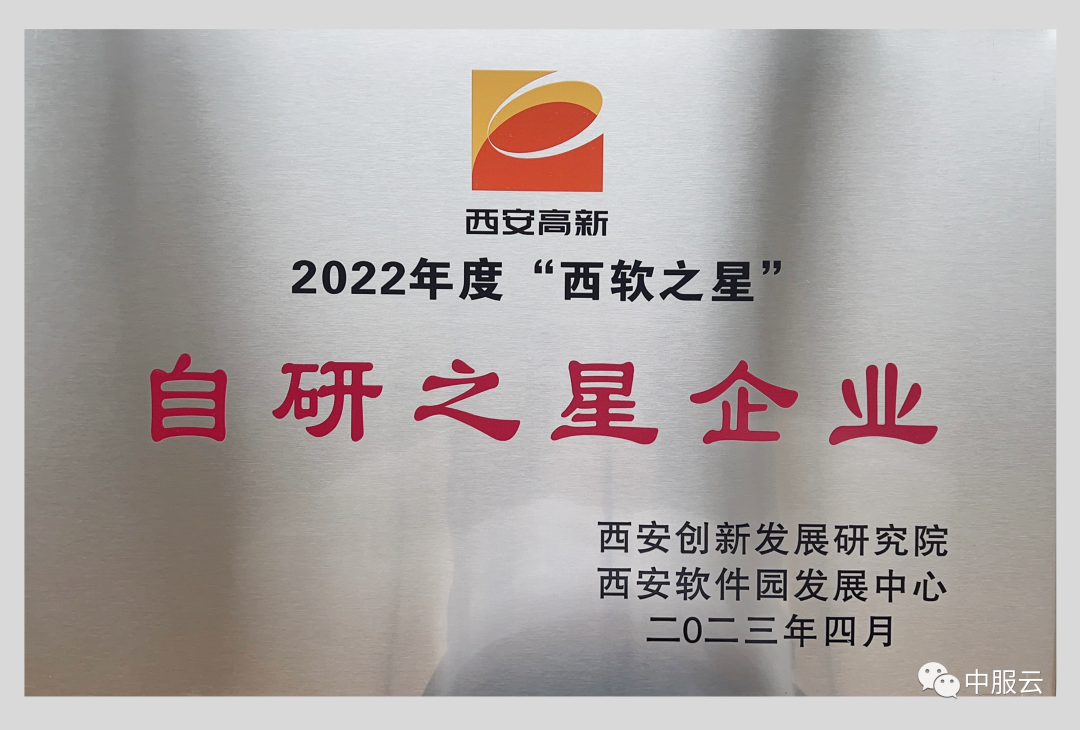 西安高新
2022年度“西软之星”
自研之星企业
西安创新发展研究院
西安软件园发展中心
二0二三年四月
中服云